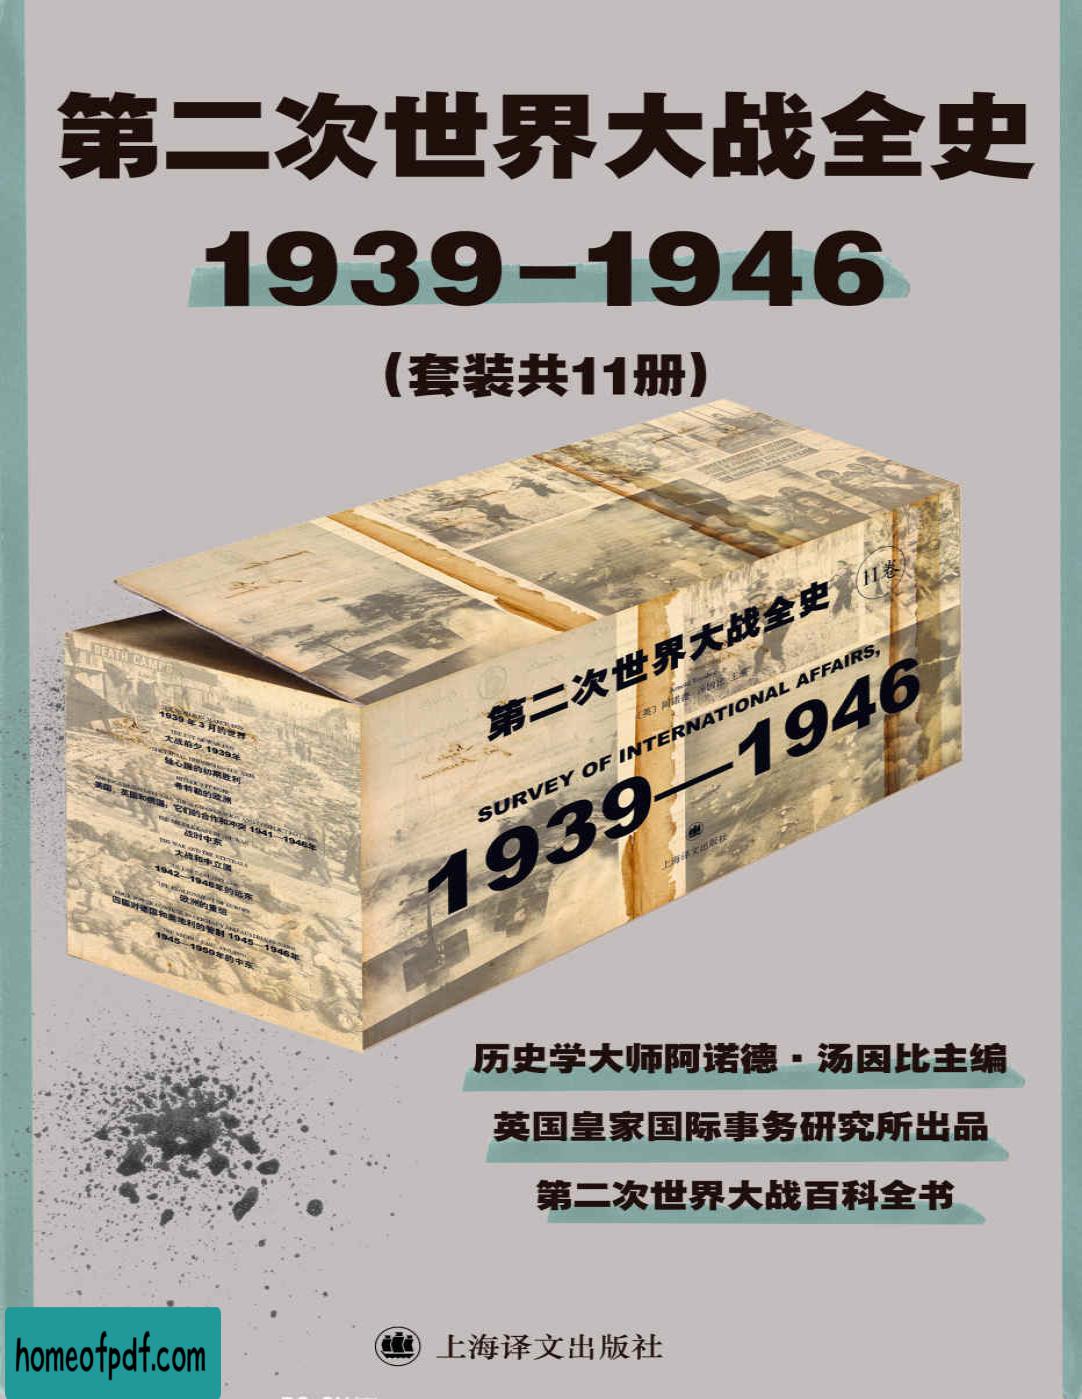 第二次世界大战全史
1939-1946
（套装共11册）
11卷
第二次世界大战全史
SURVEY OF INTERNATIONAL AFFAIRS,
1939—1946
上海译文出版社
DEATH CAMPS
1939年3月的世界
大战前夕 1939年
轴心国的初期胜利
希特勒的欧洲
美国、英国和俄国：它们的合作和冲突 1941—1946年
战时中东
大战和中立国
1942—1946年的远东
欧洲的重组
四国对德国和奥地利的管制 1945—1946年
1945—1950年的中东
历史学大师阿诺德·汤因比主编
英国皇家国际事务研究所出品
第二次世界大战百科全书
上海译文出版社
homeofpdf.com